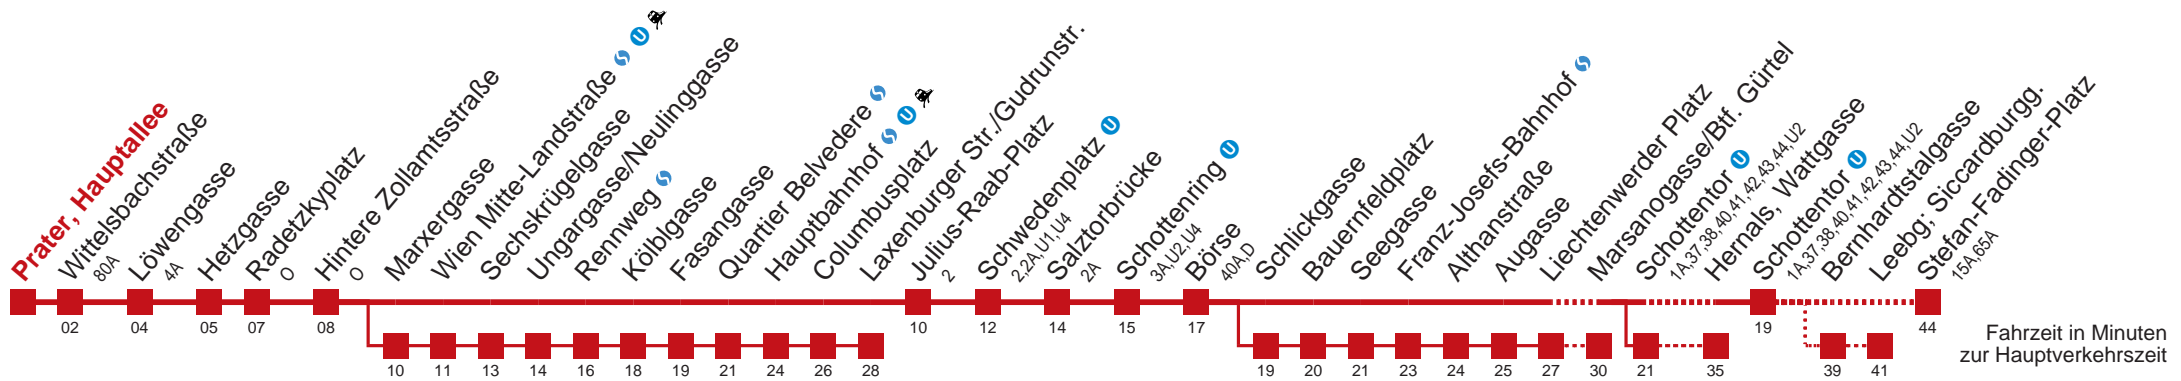 Prater, Hauptallee
Wittelsbachstraße
80A
Löwengasse
4A
Hetzgasse
Radetzkyplatz
O
Hintere Zollamtsstraße
O
Marxergasse
Wien Mitte-Landstraße S U
Sechskrügelgasse
Ungargasse/Neulinggasse
Rennweg S
Kölblgasse
Fasangasse
Quartier Belvedere S
Hauptbahnhof S U
Columbusplatz
Laxenburger Str./Gudrunstr.
Julius-Raab-Platz
2
Schwedenplatz U
2,2A,U1,U4
Salztorbrücke
2A
Schottenring U
3A,U2,U4
Börse
40A,D
Schlickgasse
Bauernfeldplatz
Seegasse
Franz-Josefs-Bahnhof S
Althanstraße
Augasse
Liechtenwerder Platz
Marsanogasse/Btf. Gürtel
Schottentor U
1A,37,38,40,41,42,43,44,U2
Hernals, Wattgasse
Schottentor U
1A,37,38,40,41,42,43,44,U2
Bernhardtstalgasse
Leebg; Siccardburgg.
Stefan-Fadinger-Platz
15A,65A
02 04 05 07 08 10 12 14 15 17 19 44
10 11 13 14 16 18 19 21 24 26 28 19 20 21 23 24 25 27 30 21 35 39 41
Fahrzeit in Minuten
zur Hauptverkehrszeit